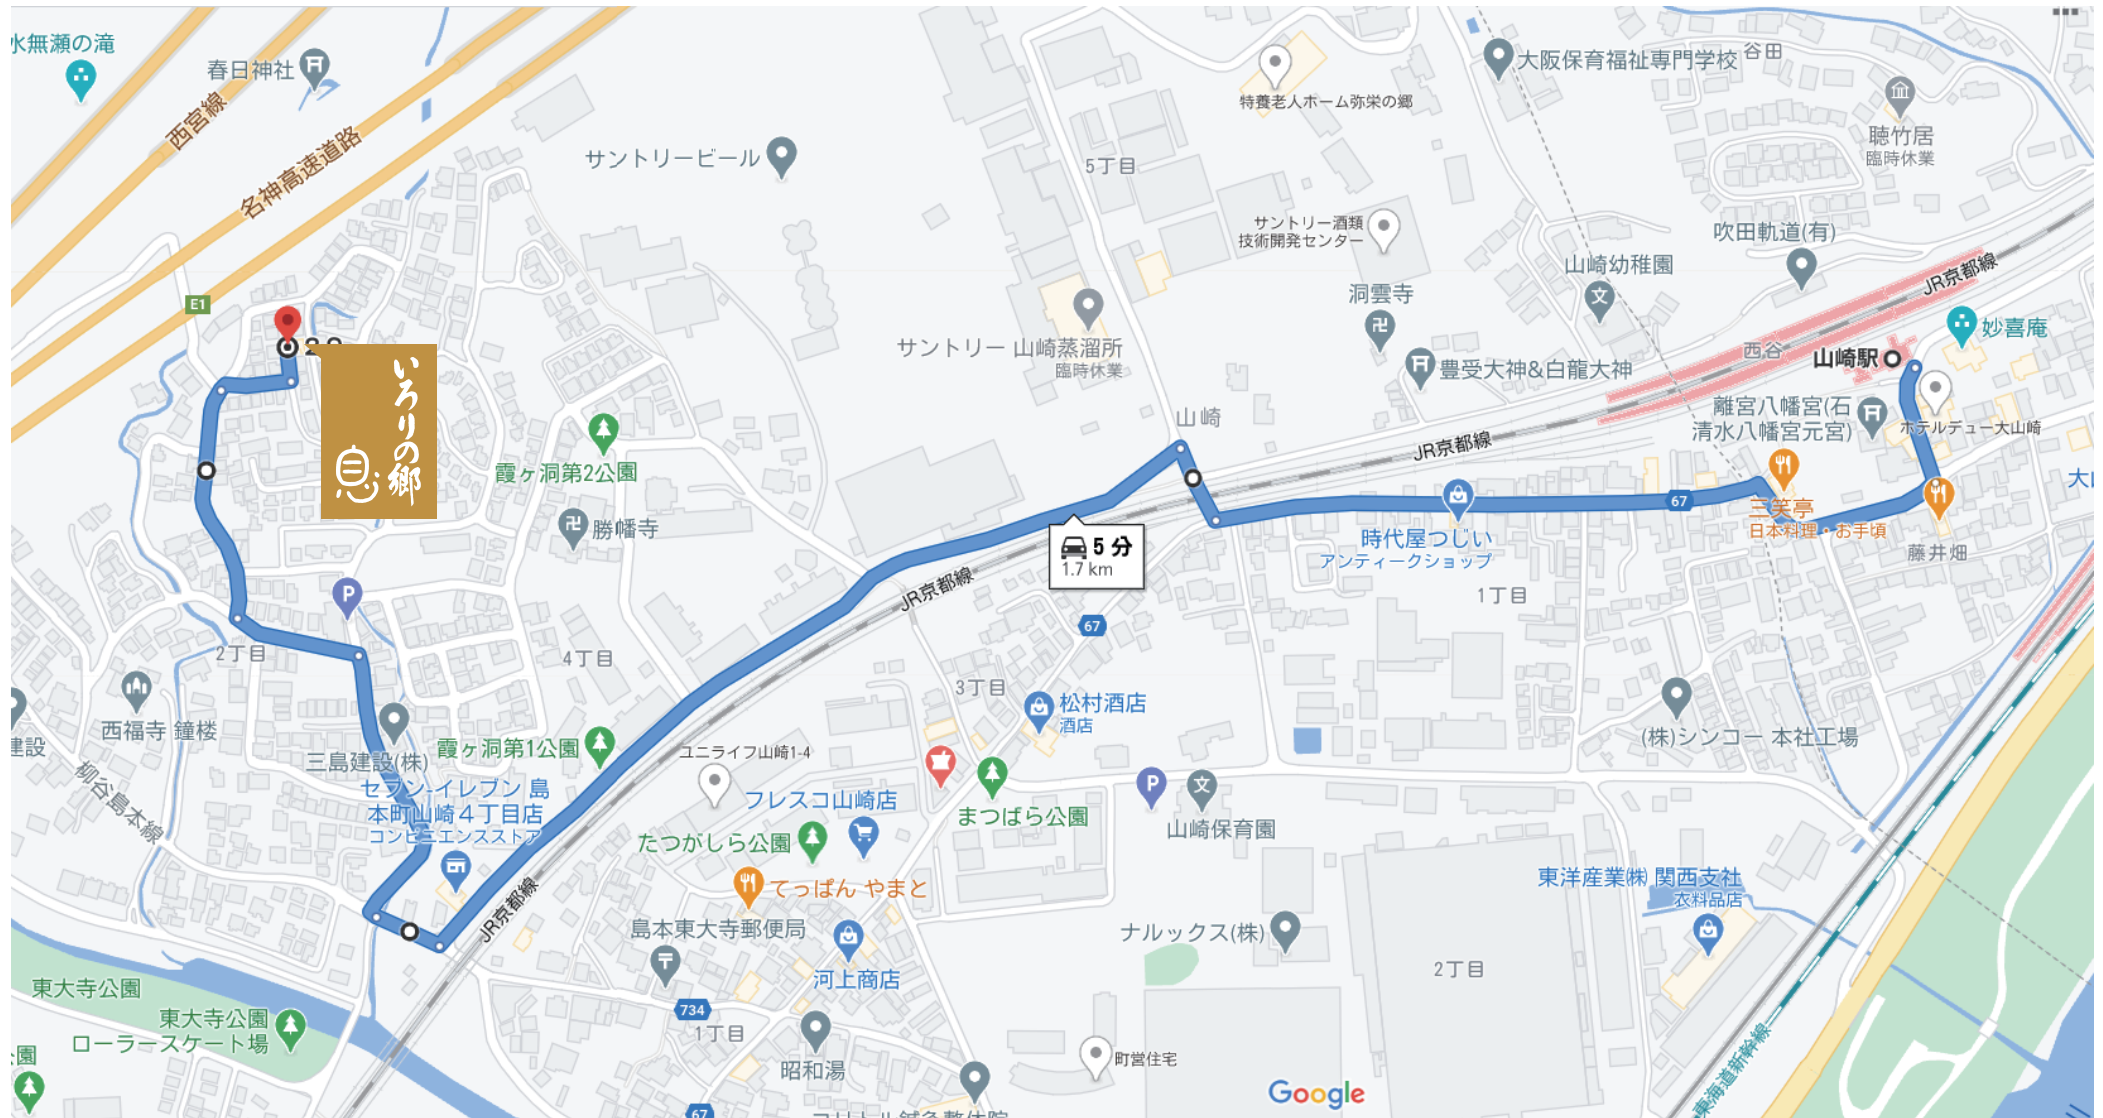 水無瀬の滝
春日神社
西宮線
名神高速道路
E1
サントリービール
5丁目
特養老人ホーム弥栄の郷
大阪保育福祉専門学校
谷田
聴竹居
臨時休業
サントリー酒類
技術開発センター
吹田軌道(有)
山崎幼稚園
洞雲寺
JR京都線
妙喜庵
サントリー 山崎蒸溜所
臨時休業
豊受大神&白龍大神
西谷
山崎駅
離宮八幡宮(石
清水八幡宮元宮)
ホテルデュー大山崎
山崎
JR京都線
いろりの郷
息
霞ヶ洞第2公園
勝幡寺
67
三笑亭
日本料理・お手頃
藤井畑
時代屋つじい
アンティークショップ
5 分
1.7 km
JR京都線
1丁目
67
P
2丁目
4丁目
3丁目
松村酒店
酒店
西福寺 鐘楼
建設
柳谷島本線
三島建設(株)
霞ヶ洞第1公園
ユニライフ山崎1-4
(株)シンコー 本社工場
セブン-イレブン 島
本町山崎４丁目店
コンビニエンスストア
フレスコ山崎店
まつばら公園
P
山崎保育園
たつがしら公園
てっぱん やまと
東洋産業㈱ 関西支社
衣料品店
JR京都線
島本東大寺郵便局
河上商店
ナルックス(株)
2丁目
東大寺公園
東大寺公園
ローラースケート場
734
1丁目
昭和湯
町営住宅
東海道新幹線
67
Google